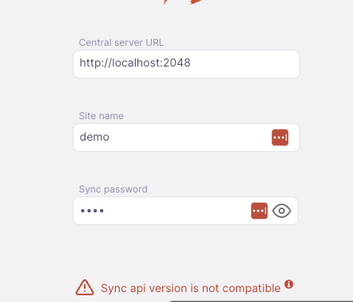 Central server URL
http://localhost:2048
Site name
demo
Sync password
••••
Sync api version is not compatible